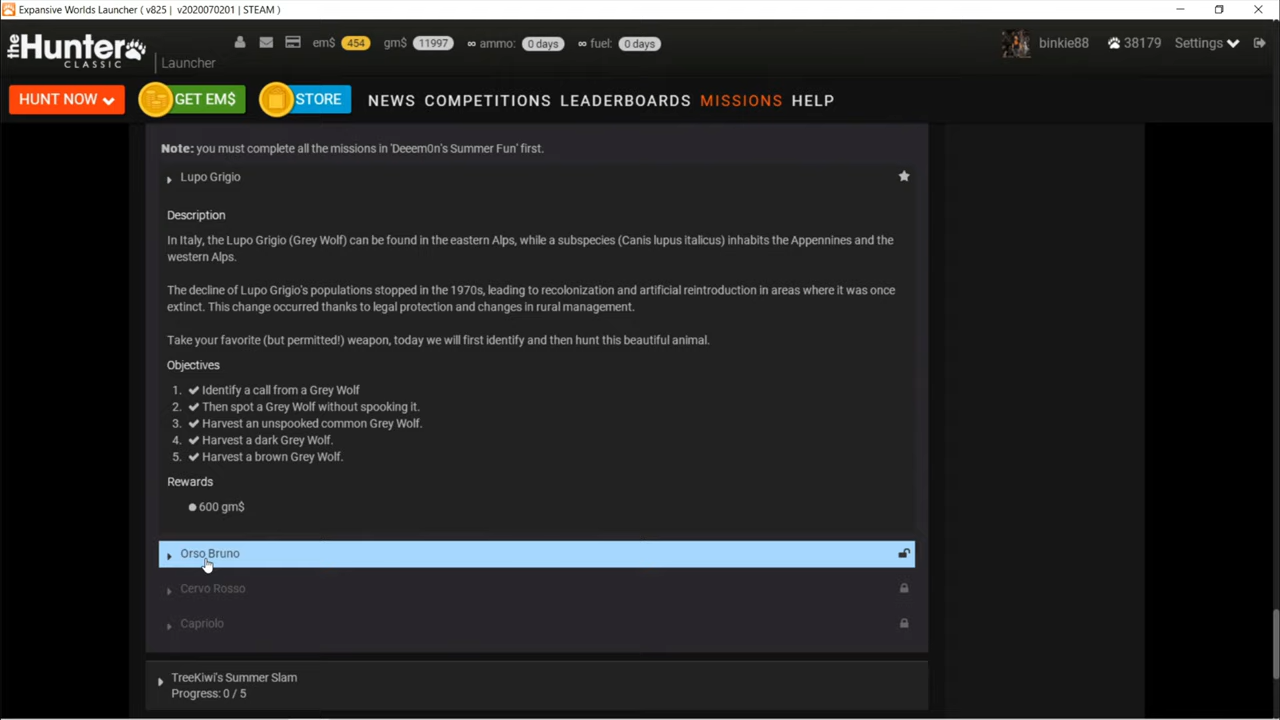 Expansive Worlds Launcher ( v825 | v2020070201 | STEAM )
theHunter CLASSIC | Launcher
em$ 454 gm$ 11997 ∞ ammo: 0 days ∞ fuel: 0 days binkie88 38179 Settings
HUNT NOW GET EM$ STORE NEWS COMPETITIONS LEADERBOARDS MISSIONS HELP
Note: you must complete all the missions in 'Deeem0n's Summer Fun' first.
Lupo Grigio
Description
In Italy, the Lupo Grigio (Grey Wolf) can be found in the eastern Alps, while a subspecies (Canis lupus italicus) inhabits the Appennines and the
western Alps.
The decline of Lupo Grigio's populations stopped in the 1970s, leading to recolonization and artificial reintroduction in areas where it was once
extinct. This change occurred thanks to legal protection and changes in rural management.
Take your favorite (but permitted!) weapon, today we will first identify and then hunt this beautiful animal.
Objectives
1. ✔ Identify a call from a Grey Wolf
2. ✔ Then spot a Grey Wolf without spooking it.
3. ✔ Harvest an unspooked common Grey Wolf.
4. ✔ Harvest a dark Grey Wolf.
5. ✔ Harvest a brown Grey Wolf.
Rewards
● 600 gm$
Orso Bruno
Cervo Rosso
Capriolo
TreeKiwi's Summer Slam
Progress: 0 / 5